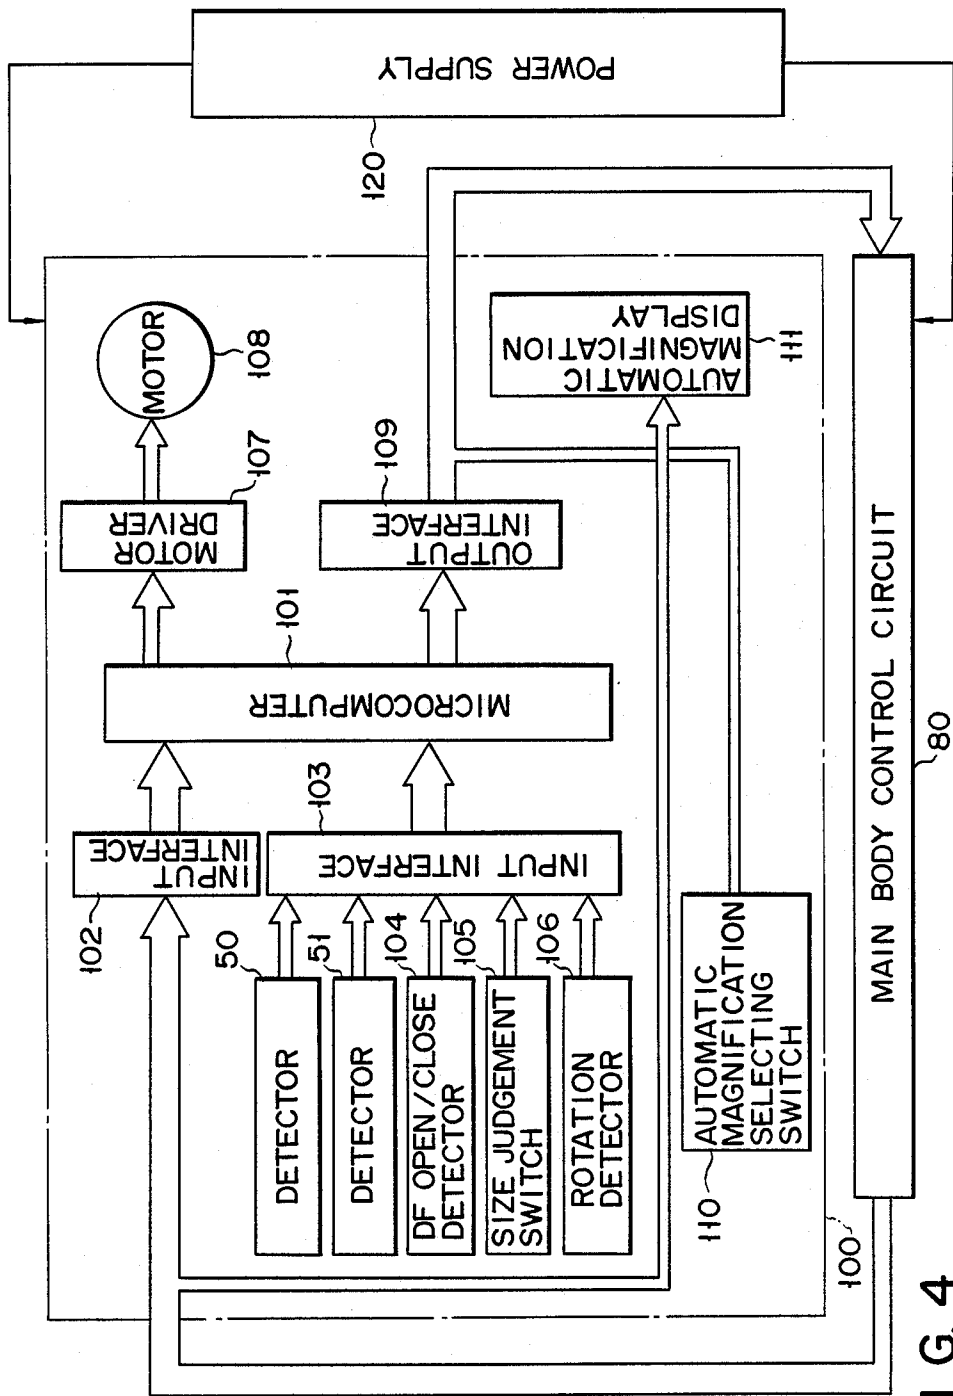 POWER SUPPLY
120
MOTOR
108
MOTOR
DRIVER
107
OUTPUT
INTERFACE
109
AUTOMATIC
MAGNIFICATION
DISPLAY
111
MICROCOMPUTER
101
INPUT
INTERFACE
102
INPUT INTERFACE
103
DETECTOR
50
DETECTOR
51
DF OPEN/CLOSE
DETECTOR
104
SIZE JUDGEMENT
SWITCH
105
ROTATION
DETECTOR
106
AUTOMATIC
MAGNIFICATION
SELECTING
SWITCH
110
100
MAIN BODY CONTROL CIRCUIT
80
I G. 4